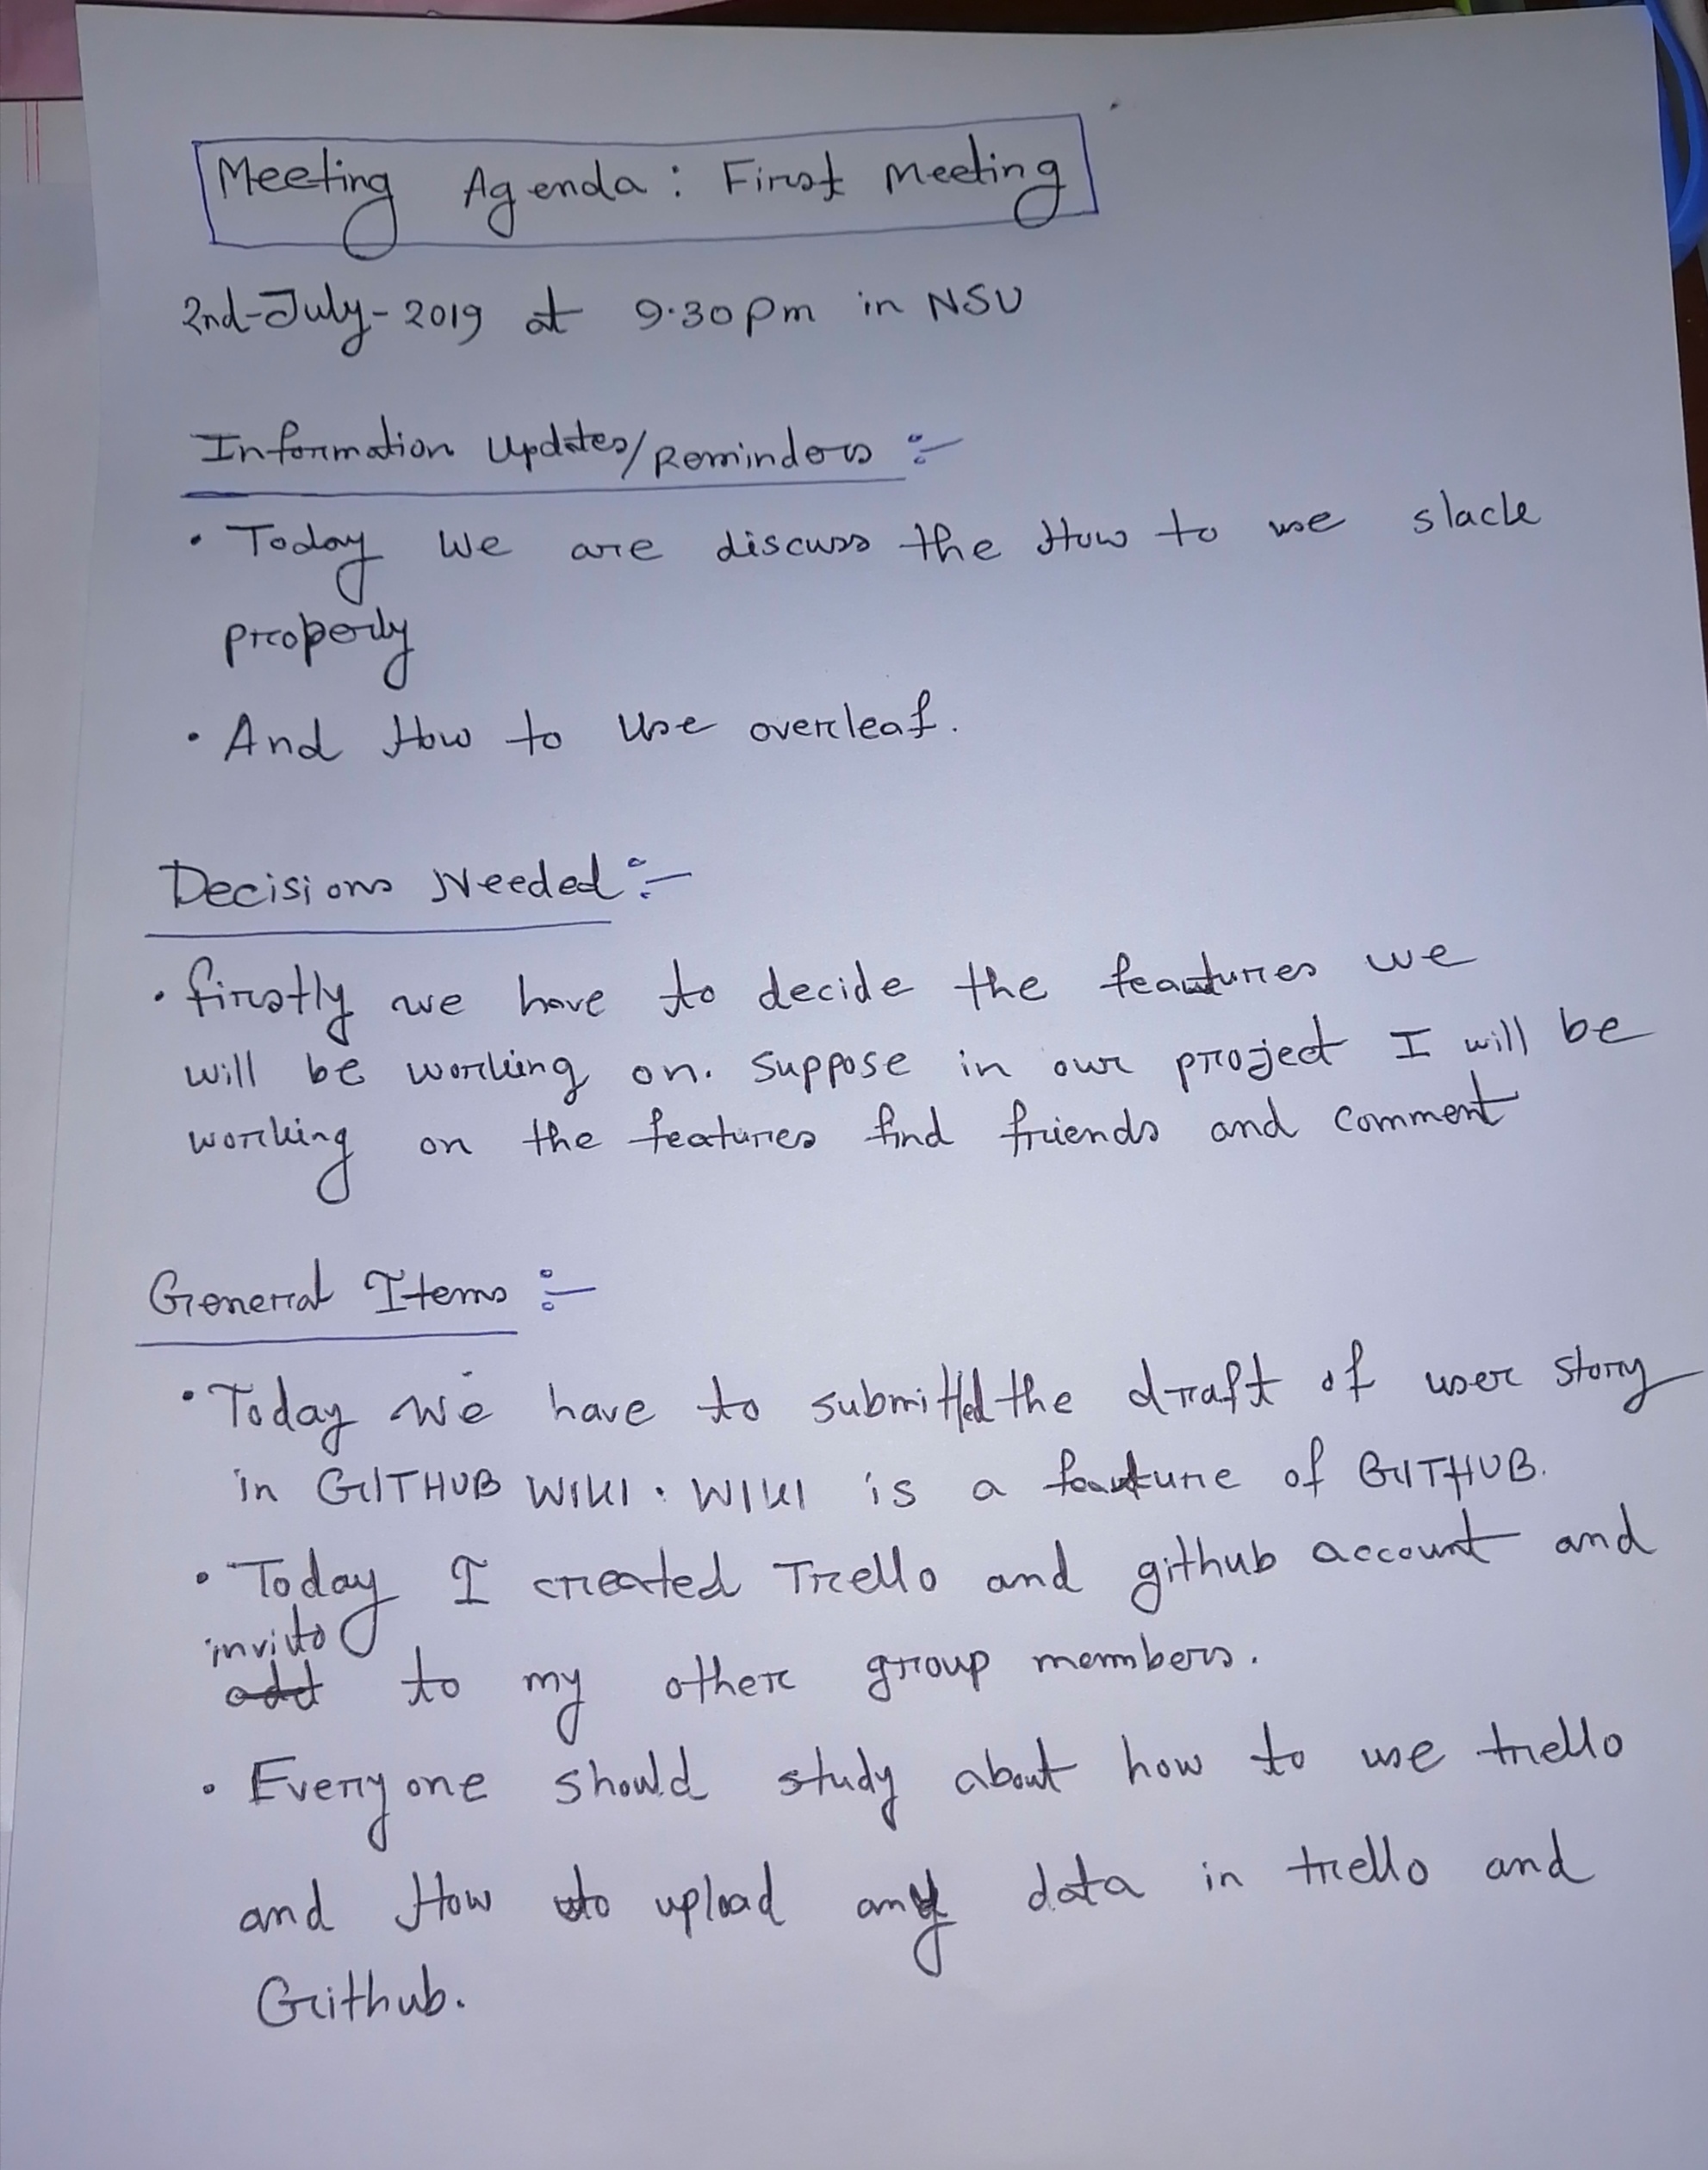 Meeting Agenda: First Meeting
2nd-July-2019 at 9.30pm in NSU
Information Updates/Reminders :-
• Today We are discuss the How to use slack
properly
• And How to Use overleaf.
Decisions Needed :-
• firstly we have to decide the features we
will be working on. Suppose in our project I will be
working on the features find friends and comment
General Items :-
• Today we have to submitted the draft of user story
in GITHUB WIKI. WIKI is a feature of GITHUB.
• Today I created Trello and github account and
invite
add to my other group members.
• Everyone should study about how to use trello
and How to upload any data in trello and
Github.